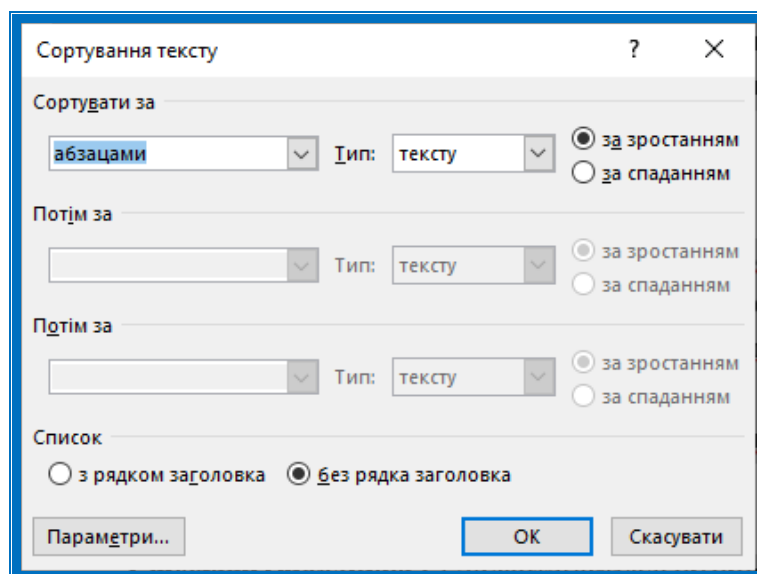 Сортування тексту ?
Сортувати за
абзацами Тип: тексту за зростанням
за спаданням
Потім за
Тип: тексту за зростанням
за спаданням
Потім за
Тип: тексту за зростанням
за спаданням
Список
з рядком заголовка без рядка заголовка
Параметри... ОК Скасувати